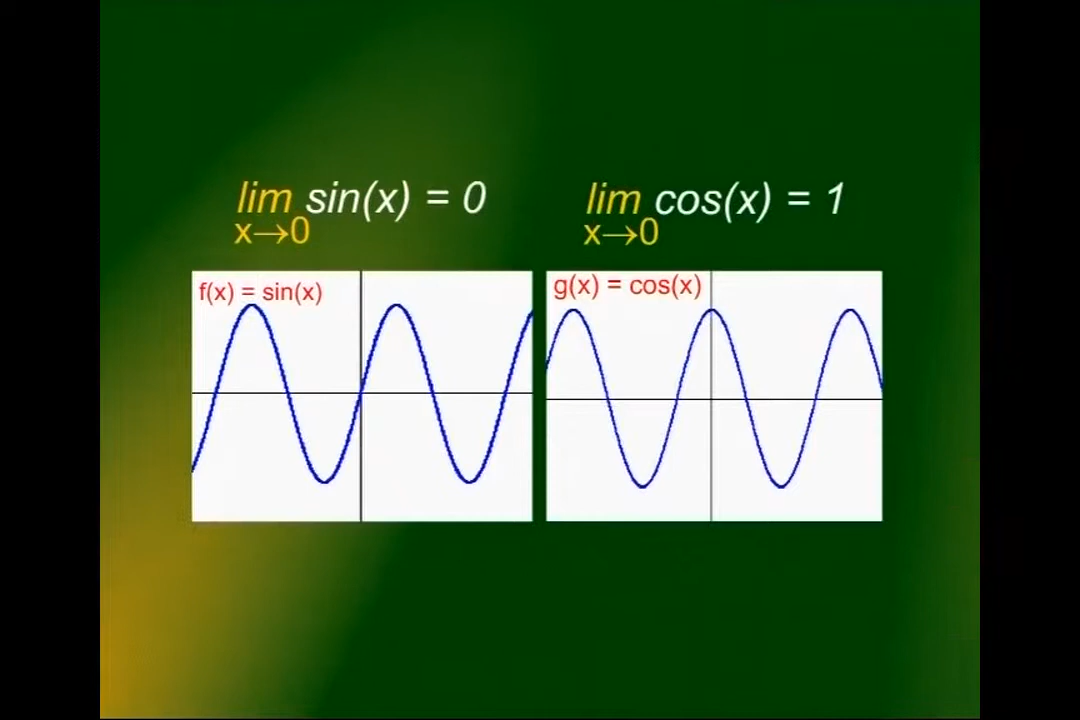 lim sin(x) = 0
x→0
lim cos(x) = 1
x→0
f(x) = sin(x)
g(x) = cos(x)